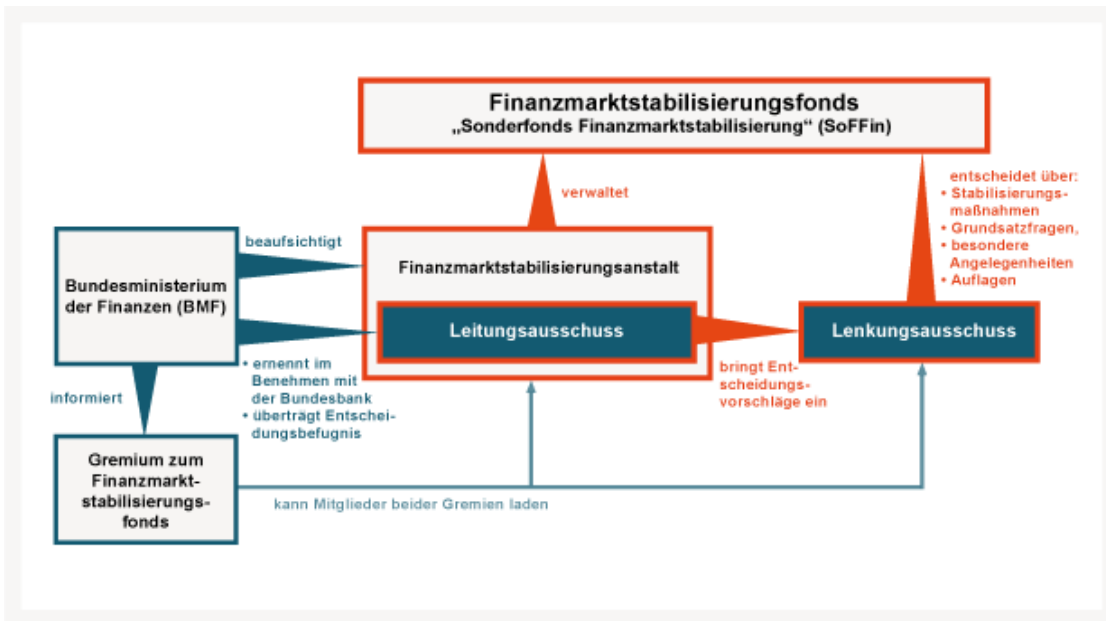 Finanzmarktstabilisierungsfonds
„Sonderfonds Finanzmarktstabilisierung“ (SoFFin)
verwaltet
entscheidet über:
• Stabilisierungs-
maßnahmen
• Grundsatzfragen,
• besondere
Angelegenheiten
• Auflagen
beaufsichtigt
Bundesministerium
der Finanzen (BMF)
Finanzmarktstabilisierungsanstalt
Leitungsausschuss
Lenkungsausschuss
• ernennt im
Benehmen mit
der Bundesbank
• überträgt Entschei-
dungsbefugnis
bringt Ent-
scheidungs-
vorschläge ein
informiert
Gremium zum
Finanzmarkt-
stabilisierungs-
fonds
kann Mitglieder beider Gremien laden